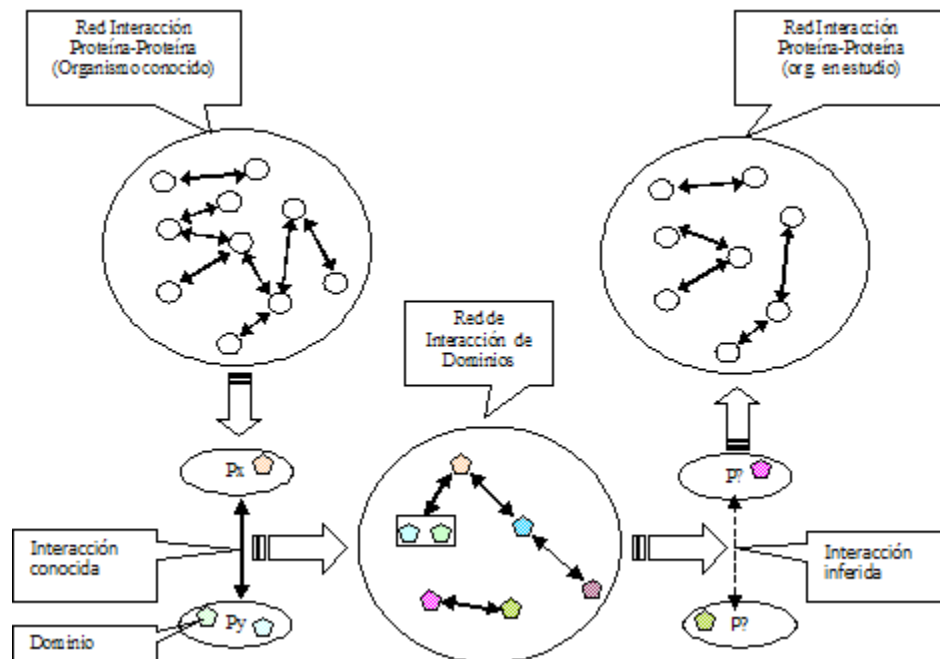 Red Interacción
Proteína-Proteína
(Organismo conocido)
Red Interacción
Proteína-Proteína
(org. en estudio)
Red de
Interacción de
Dominios
Px
P?
Interacción
conocida
Interacción
inferida
Py
P?
Dominio